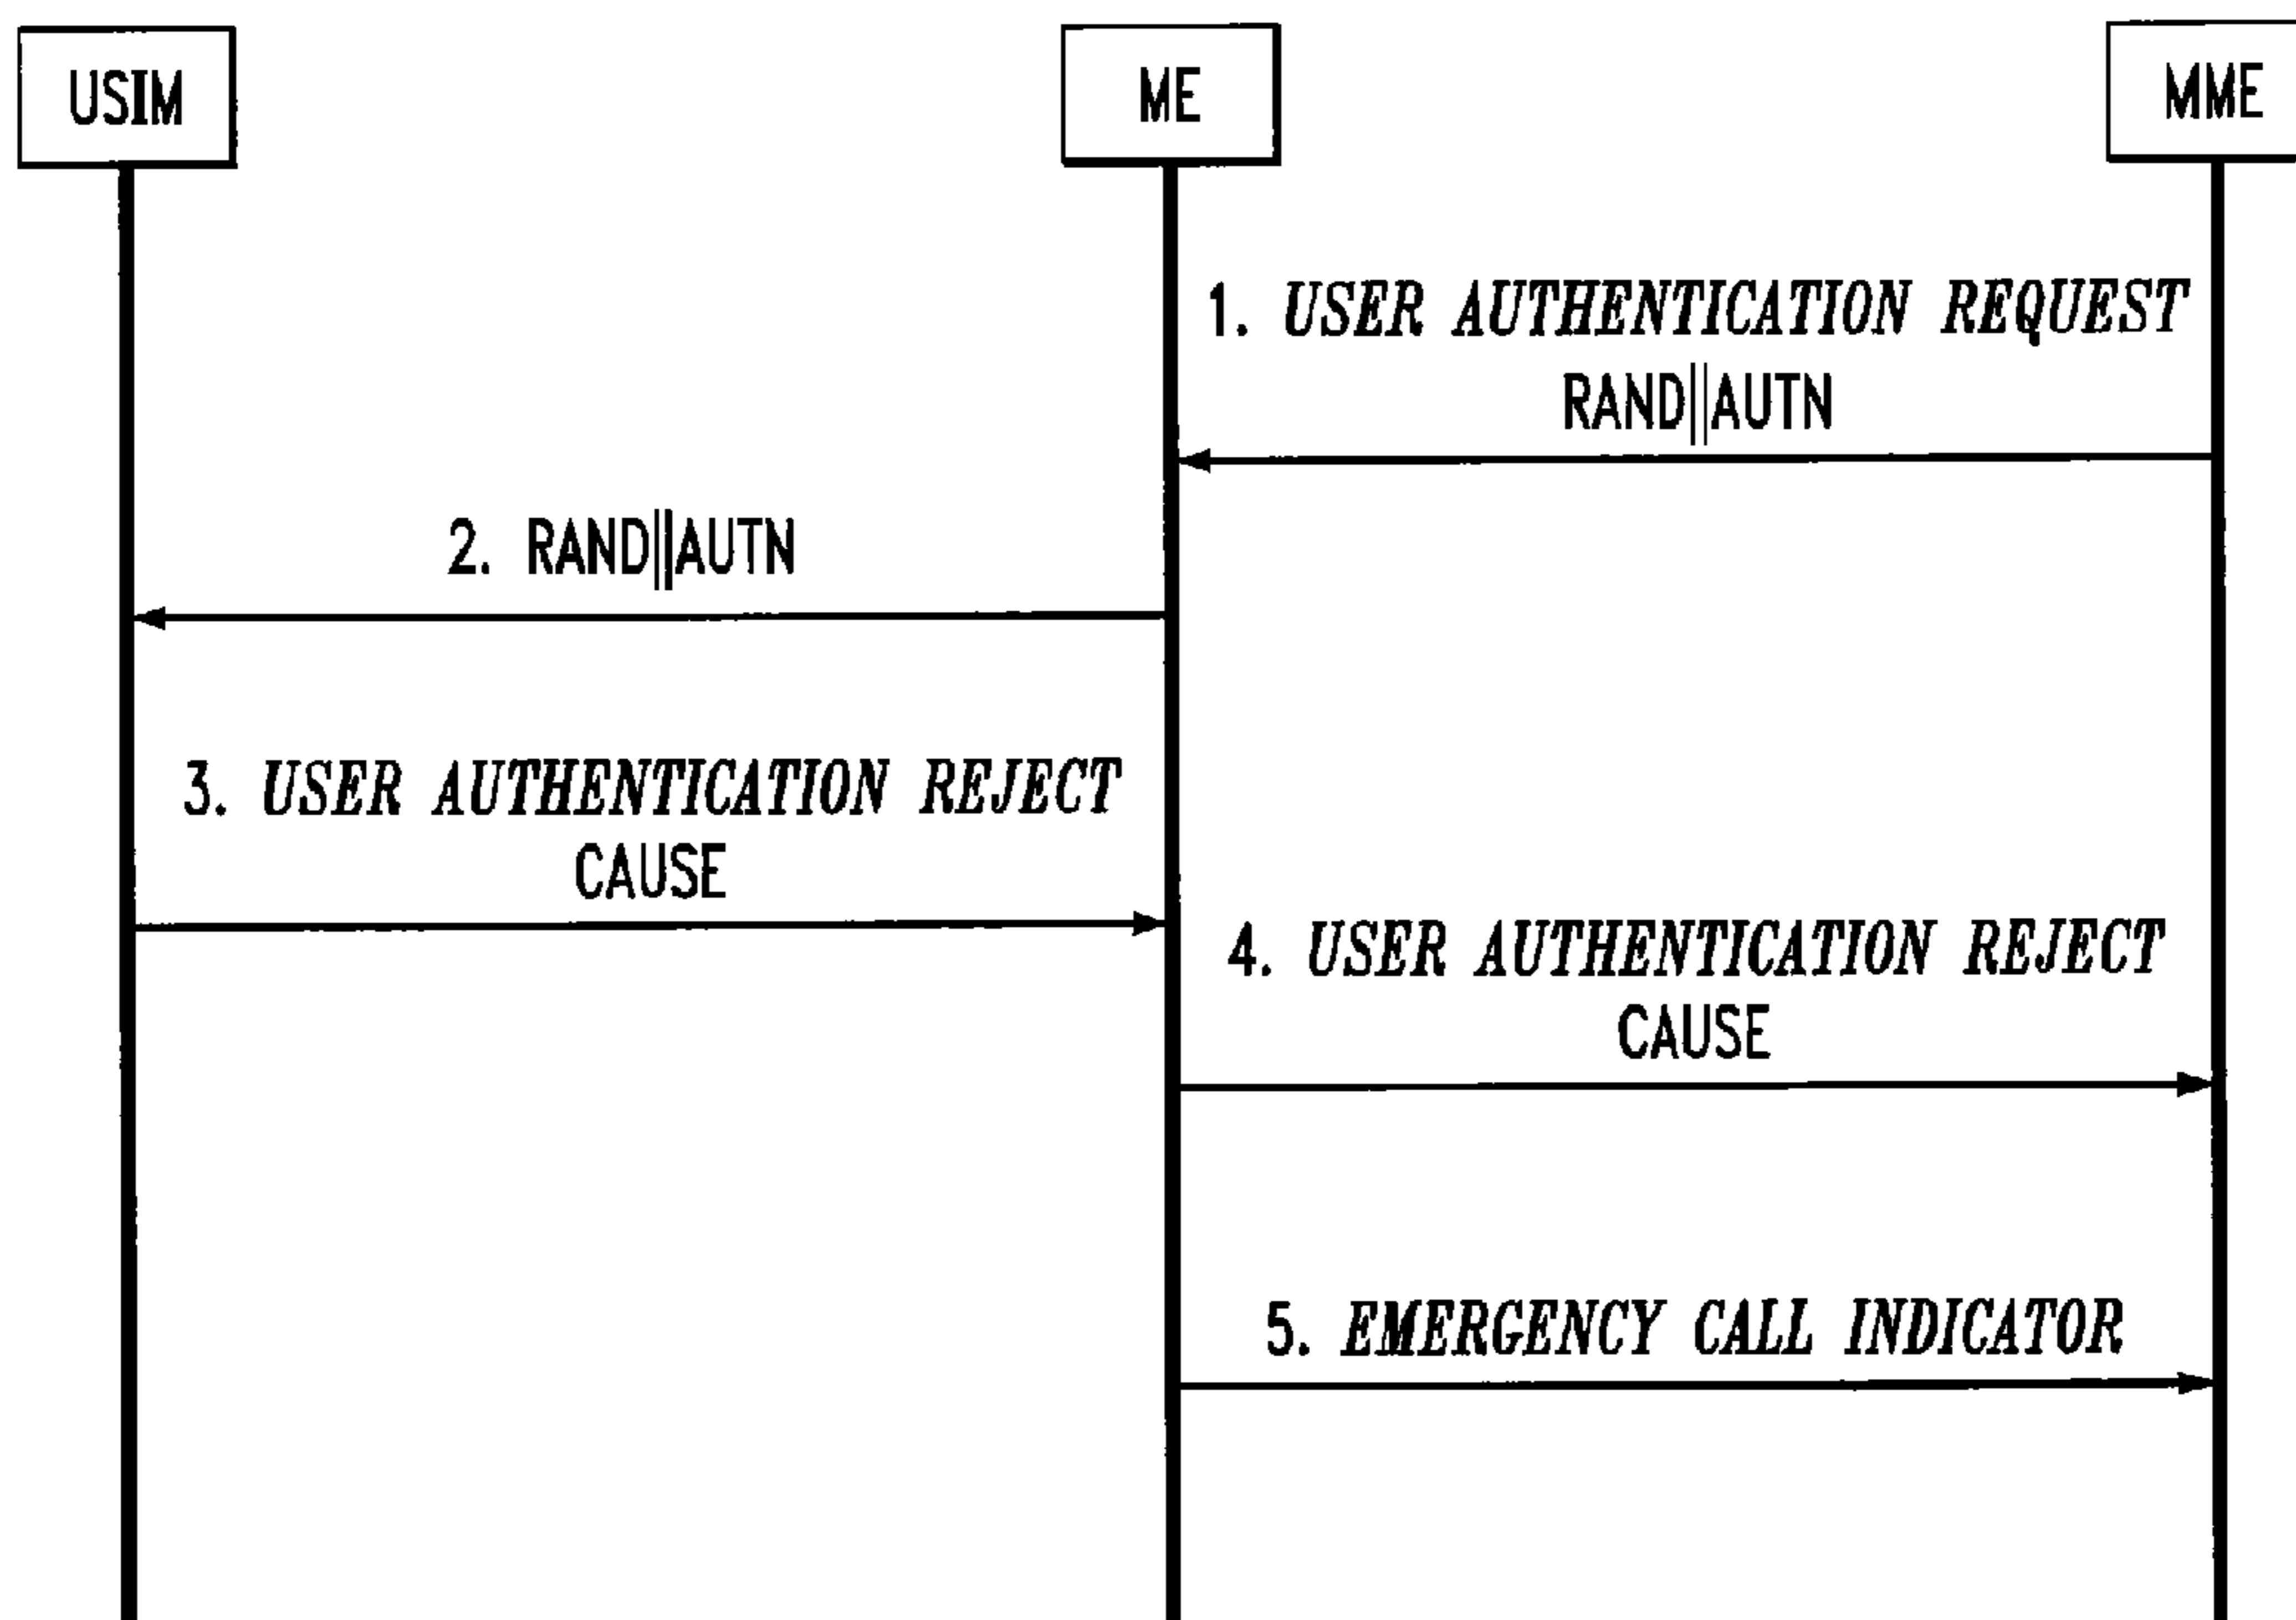 USIM
ME
MME
1. USER AUTHENTICATION REQUEST
RAND||AUTN
2. RAND||AUTN
3. USER AUTHENTICATION REJECT
CAUSE
4. USER AUTHENTICATION REJECT
CAUSE
5. EMERGENCY CALL INDICATOR